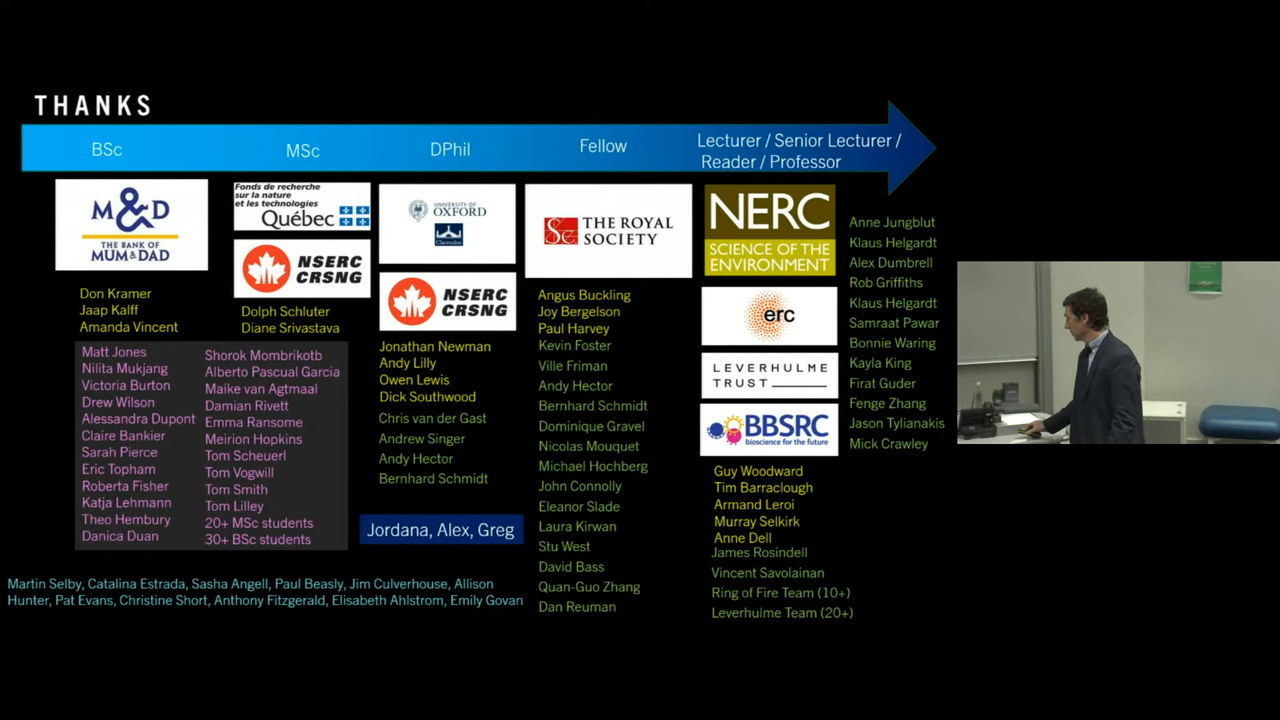 THANKS
BSc
MSc
DPhil
Fellow
Lecturer / Senior Lecturer /
Reader / Professor
M&D
THE BANK OF
MUM & DAD
Don Kramer
Jaap Kalff
Amanda Vincent
Fonds de recherche
sur la nature
et les technologies
Québec
NSERC
CRSNG
Dolph Schluter
Diane Srivastava
Matt Jones
Nilita Mukjang
Victoria Burton
Drew Wilson
Alessandra Dupont
Claire Bankier
Sarah Pierce
Eric Topham
Roberta Fisher
Katja Lehmann
Theo Hembury
Danica Duan
Shorok Mombrikotb
Alberto Pascual Garcia
Maike van Agtmaal
Damian Rivett
Emma Ransome
Meirion Hopkins
Tom Scheuerl
Tom Vogwill
Tom Smith
Tom Lilley
20+ MSc students
30+ BSc students
UNIVERSITY OF
OXFORD
Clarendon
NSERC
CRSNG
Jonathan Newman
Andy Lilly
Owen Lewis
Dick Southwood
Chris van der Gast
Andrew Singer
Andy Hector
Bernhard Schmidt
Jordana, Alex, Greg
Martin Selby, Catalina Estrada, Sasha Angell, Paul Beasly, Jim Culverhouse, Allison
Hunter, Pat Evans, Christine Short, Anthony Fitzgerald, Elisabeth Ahlstrom, Emily Govan
THE ROYAL
SOCIETY
Angus Buckling
Joy Bergelson
Paul Harvey
Kevin Foster
Ville Friman
Andy Hector
Bernhard Schmidt
Dominique Gravel
Nicolas Mouquet
Michael Hochberg
John Connolly
Eleanor Slade
Laura Kirwan
Stu West
David Bass
Quan-Guo Zhang
Dan Reuman
NERC
SCIENCE OF THE
ENVIRONMENT
erc
LEVERHULME
TRUST
BBSRC
bioscience for the future
Guy Woodward
Tim Barraclough
Armand Leroi
Murray Selkirk
Anne Dell
James Rosindell
Vincent Savolainan
Ring of Fire Team (10+)
Leverhulme Team (20+)
Anne Jungblut
Klaus Helgardt
Alex Dumbrell
Rob Griffiths
Klaus Helgardt
Samraat Pawar
Bonnie Waring
Kayla King
Firat Guder
Fenge Zhang
Jason Tylianakis
Mick Crawley